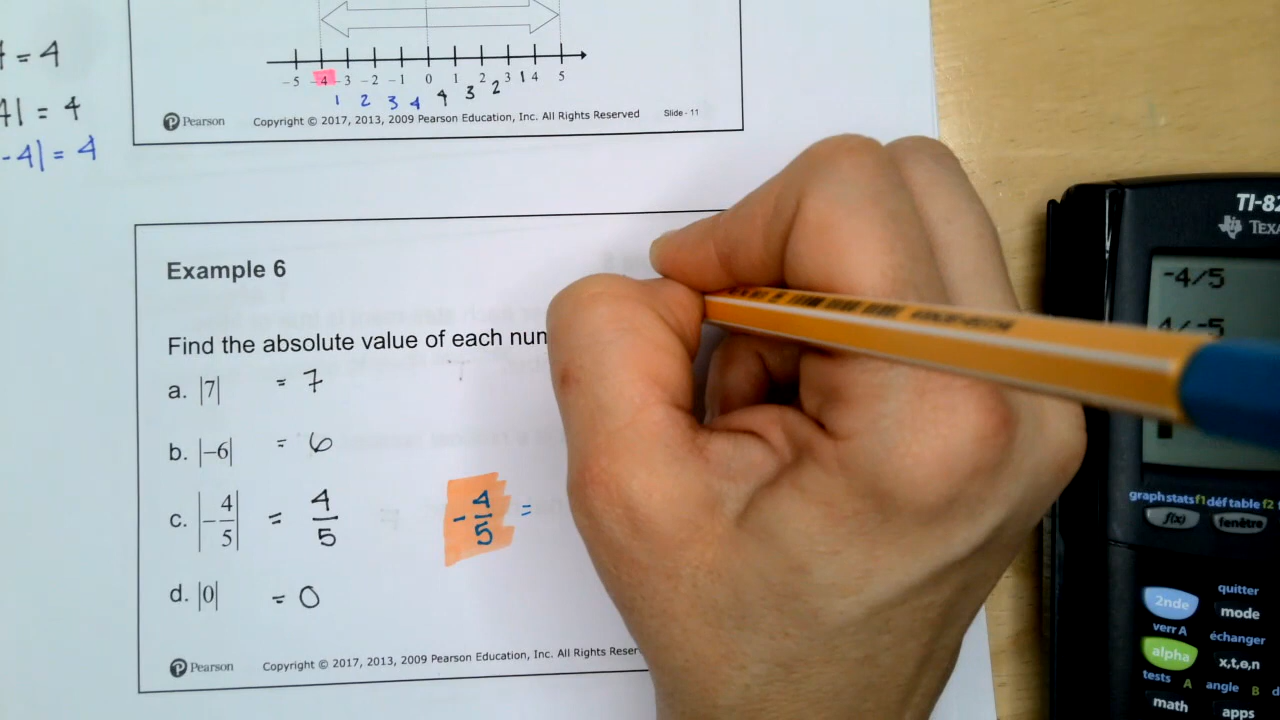 = 4
4| = 4
-4| = 4
-5 -4 -3 -2 -1 0 1 2 3 4 5
1 2 3 4 4 3 2 1
Pearson Copyright © 2017, 2013, 2009 Pearson Education, Inc. All Rights Reserved Slide - 11
Example 6
Find the absolute value of each num
a. |7| = 7
b. |-6| = 6
c. |-4/5| = 4/5
-4/5 =
d. |0| = 0
Pearson Copyright © 2017, 2013, 2009 Pearson Education, Inc. All Rights Reser
TI-82
TEXA
-4/5
4/-5
graph stats f1 déf table f2
f(x) fenêtre
quitter
2nde mode
verr A échanger
alpha x,t,θ,n
tests A angle B
math apps